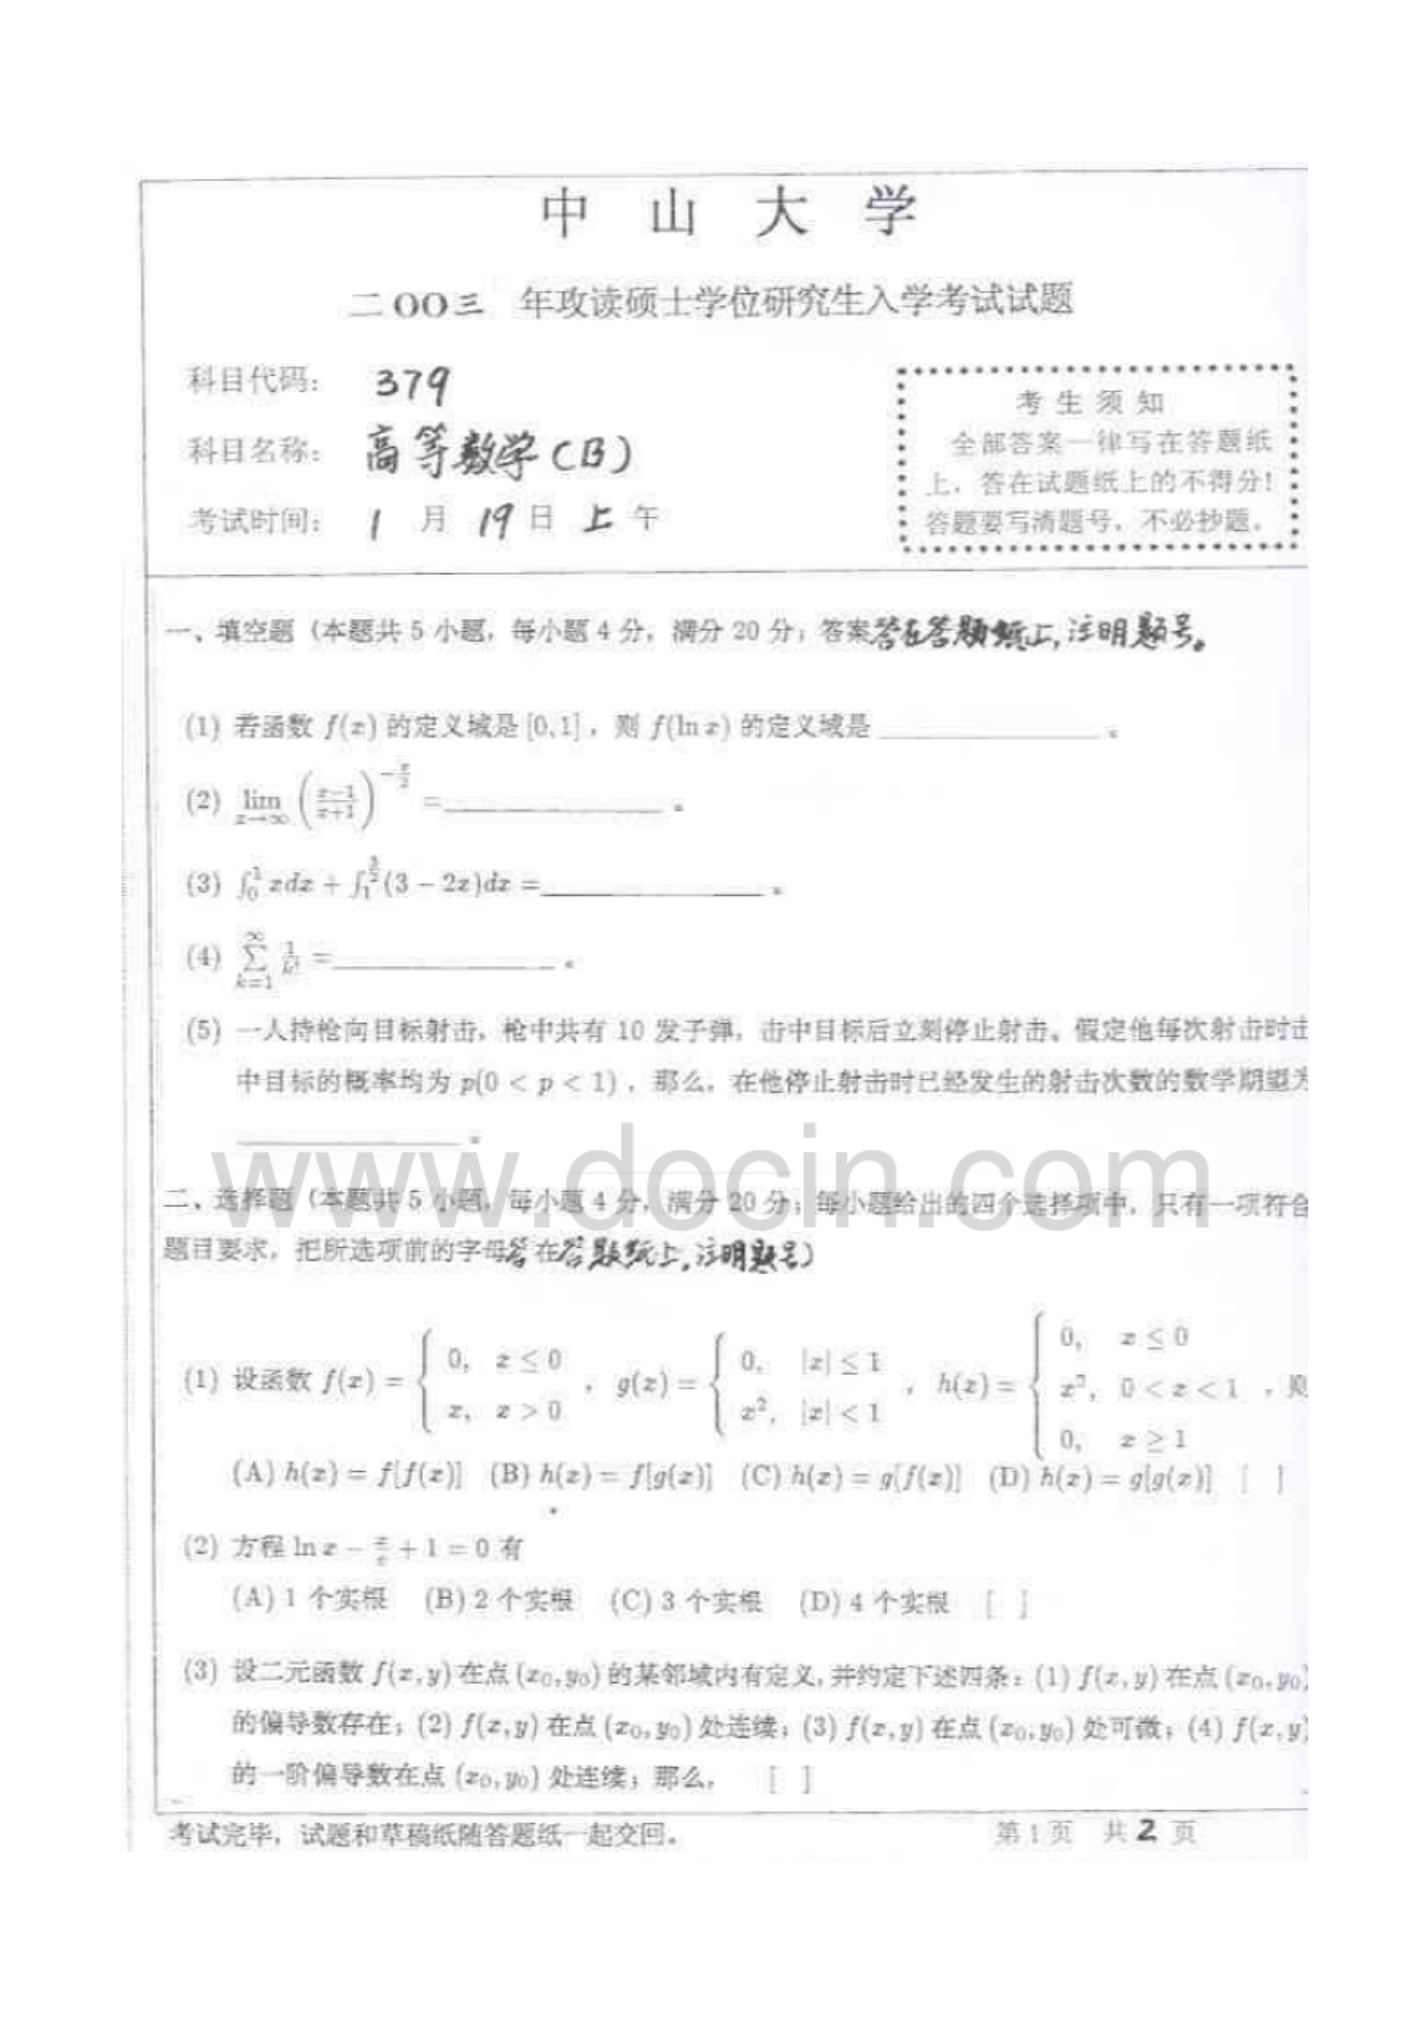 中山大学
二〇〇三 年攻读硕士学位研究生入学考试试题
科目代码： 379
科目名称： 高等数学（B）
考试时间： 1 月 19 日 上 午
考生须知
全部答案一律写在答题纸
上，答在试题纸上的不得分！
答题要写清题号，不必抄题。
一、填空题（本题共 5 小题，每小题 4 分，满分 20 分；答案答在答题纸上，注明题号。
(1) 若函数 f(x) 的定义域是 [0,1]，则 f(ln x) 的定义域是 ________。
(2) lim_{x→∞} ((x−1)/(x+1))^{−x/2} = ________。
(3) ∫_0^1 xdx + ∫_1^{3/2} (3 − 2x)dx = ________。
(4) ∑_{k=1}^∞ 1/k! = ________。
(5) 一人持枪向目标射击，枪中共有 10 发子弹，击中目标后立刻停止射击。假定他每次射击时击
中目标的概率均为 p(0 < p < 1)，那么，在他停止射击时已经发生的射击次数的数学期望为
________。
www.docin.com
二、选择题（本题共 5 小题，每小题 4 分，满分 20 分；每小题给出的四个选择项中，只有一项符合
题目要求，把所选项前的字母答在答题纸上，注明题号）
(1) 设函数 f(x) = { 0, x ≤ 0; x, x > 0 ，g(x) = { 0, |x| ≤ 1; x², |x| < 1 ，h(x) = { 0, x ≤ 0; x², 0 < x < 1; 0, x ≥ 1 ，则
(A) h(x) = f[f(x)] (B) h(x) = f[g(x)] (C) h(x) = g[f(x)] (D) h(x) = g[g(x)] [ ]
(2) 方程 ln x − x/e + 1 = 0 有
(A) 1 个实根 (B) 2 个实根 (C) 3 个实根 (D) 4 个实根 [ ]
(3) 设二元函数 f(x,y) 在点 (x₀,y₀) 的某邻域内有定义，并约定下述四条：(1) f(x,y) 在点 (x₀,y₀)
的偏导数存在；(2) f(x,y) 在点 (x₀,y₀) 处连续；(3) f(x,y) 在点 (x₀,y₀) 处可微；(4) f(x,y)
的一阶偏导数在点 (x₀,y₀) 处连续；那么， [ ]
考试完毕，试题和草稿纸随答题纸一起交回。 第 1 页 共 2 页